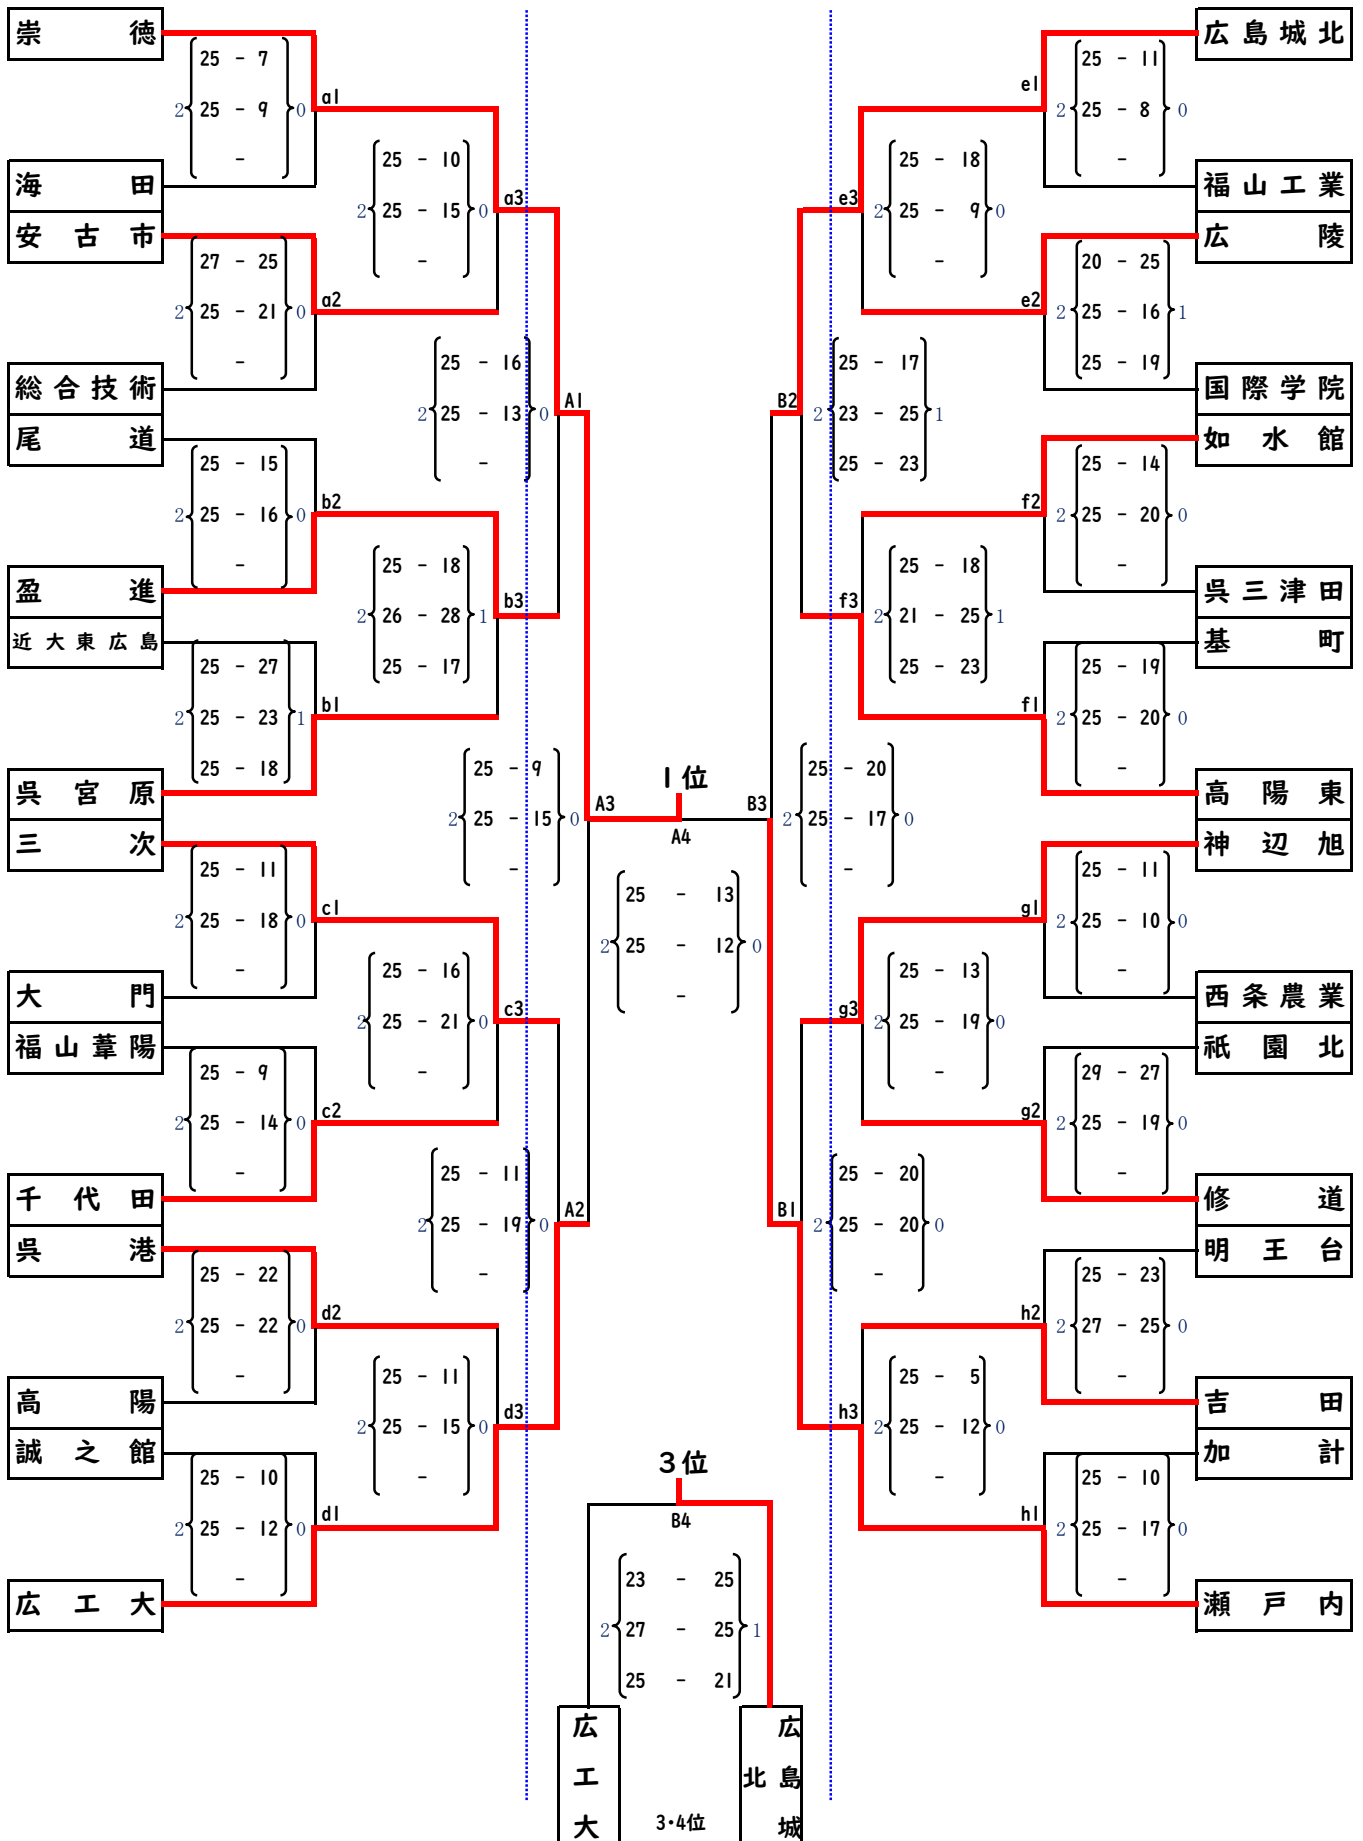 崇徳
25 - 7
2 25 - 9 0
-
a1
海田
安古市
27 - 25
2 25 - 21 0
-
a2
総合技術
25 - 10
2 25 - 15 0
-
a3
尾道
25 - 15
2 25 - 16 0
-
b2
盈進
近大東広島
25 - 27
2 25 - 23 1
25 - 18
b1
呉宮原
25 - 18
2 26 - 28 1
25 - 17
b3
25 - 16
2 25 - 13 0
-
A1
三次
25 - 11
2 25 - 18 0
-
c1
大門
福山葦陽
25 - 9
2 25 - 14 0
-
c2
千代田
25 - 16
2 25 - 21 0
-
c3
呉港
25 - 22
2 25 - 22 0
-
d2
高陽
誠之館
25 - 10
2 25 - 12 0
-
d1
広工大
25 - 11
2 25 - 15 0
-
d3
25 - 11
2 25 - 19 0
-
A2
25 - 9
2 25 - 15 0
-
A3
1位
A4
25 - 13
2 25 - 12 0
-
広島城北
25 - 11
2 25 - 8 0
-
e1
福山工業
広陵
20 - 25
2 25 - 16 1
25 - 19
e2
国際学院
25 - 18
2 25 - 9 0
-
e3
如水館
25 - 14
2 25 - 20 0
-
f2
呉三津田
基町
25 - 19
2 25 - 20 0
-
f1
高陽東
25 - 18
2 21 - 25 1
25 - 23
f3
25 - 17
2 23 - 25 1
25 - 23
B2
神辺旭
25 - 11
2 25 - 10 0
-
g1
西条農業
祇園北
29 - 27
2 25 - 19 0
-
g2
修道
25 - 13
2 25 - 19 0
-
g3
明王台
25 - 23
2 27 - 25 0
-
h2
吉田
加計
25 - 10
2 25 - 17 0
-
h1
瀬戸内
25 - 5
2 25 - 12 0
-
h3
25 - 20
2 25 - 20 0
-
B1
25 - 20
2 25 - 17 0
-
B3
3位
B4
23 - 25
2 27 - 25 1
25 - 21
広工大
広島城北
3・4位